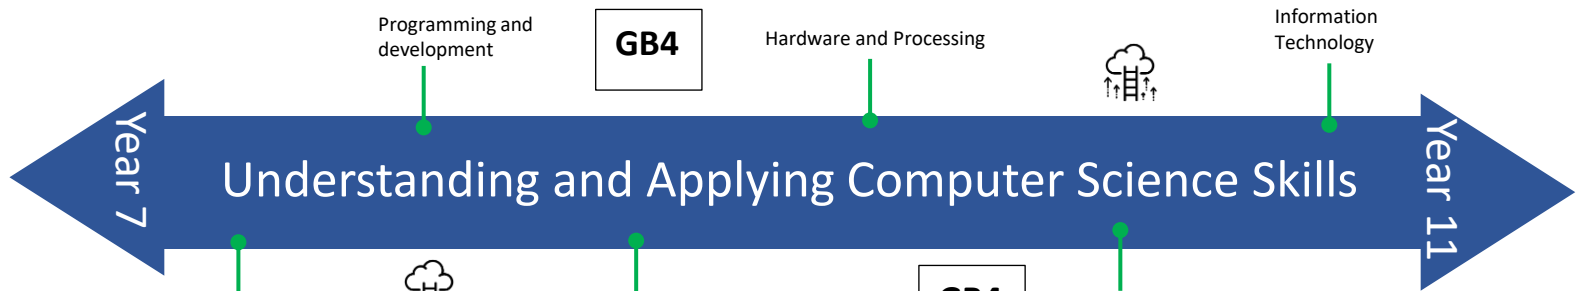 Programming and
development
GB4
Hardware and Processing
Information
Technology
Year 7
Understanding and Applying Computer Science Skills
Year 11